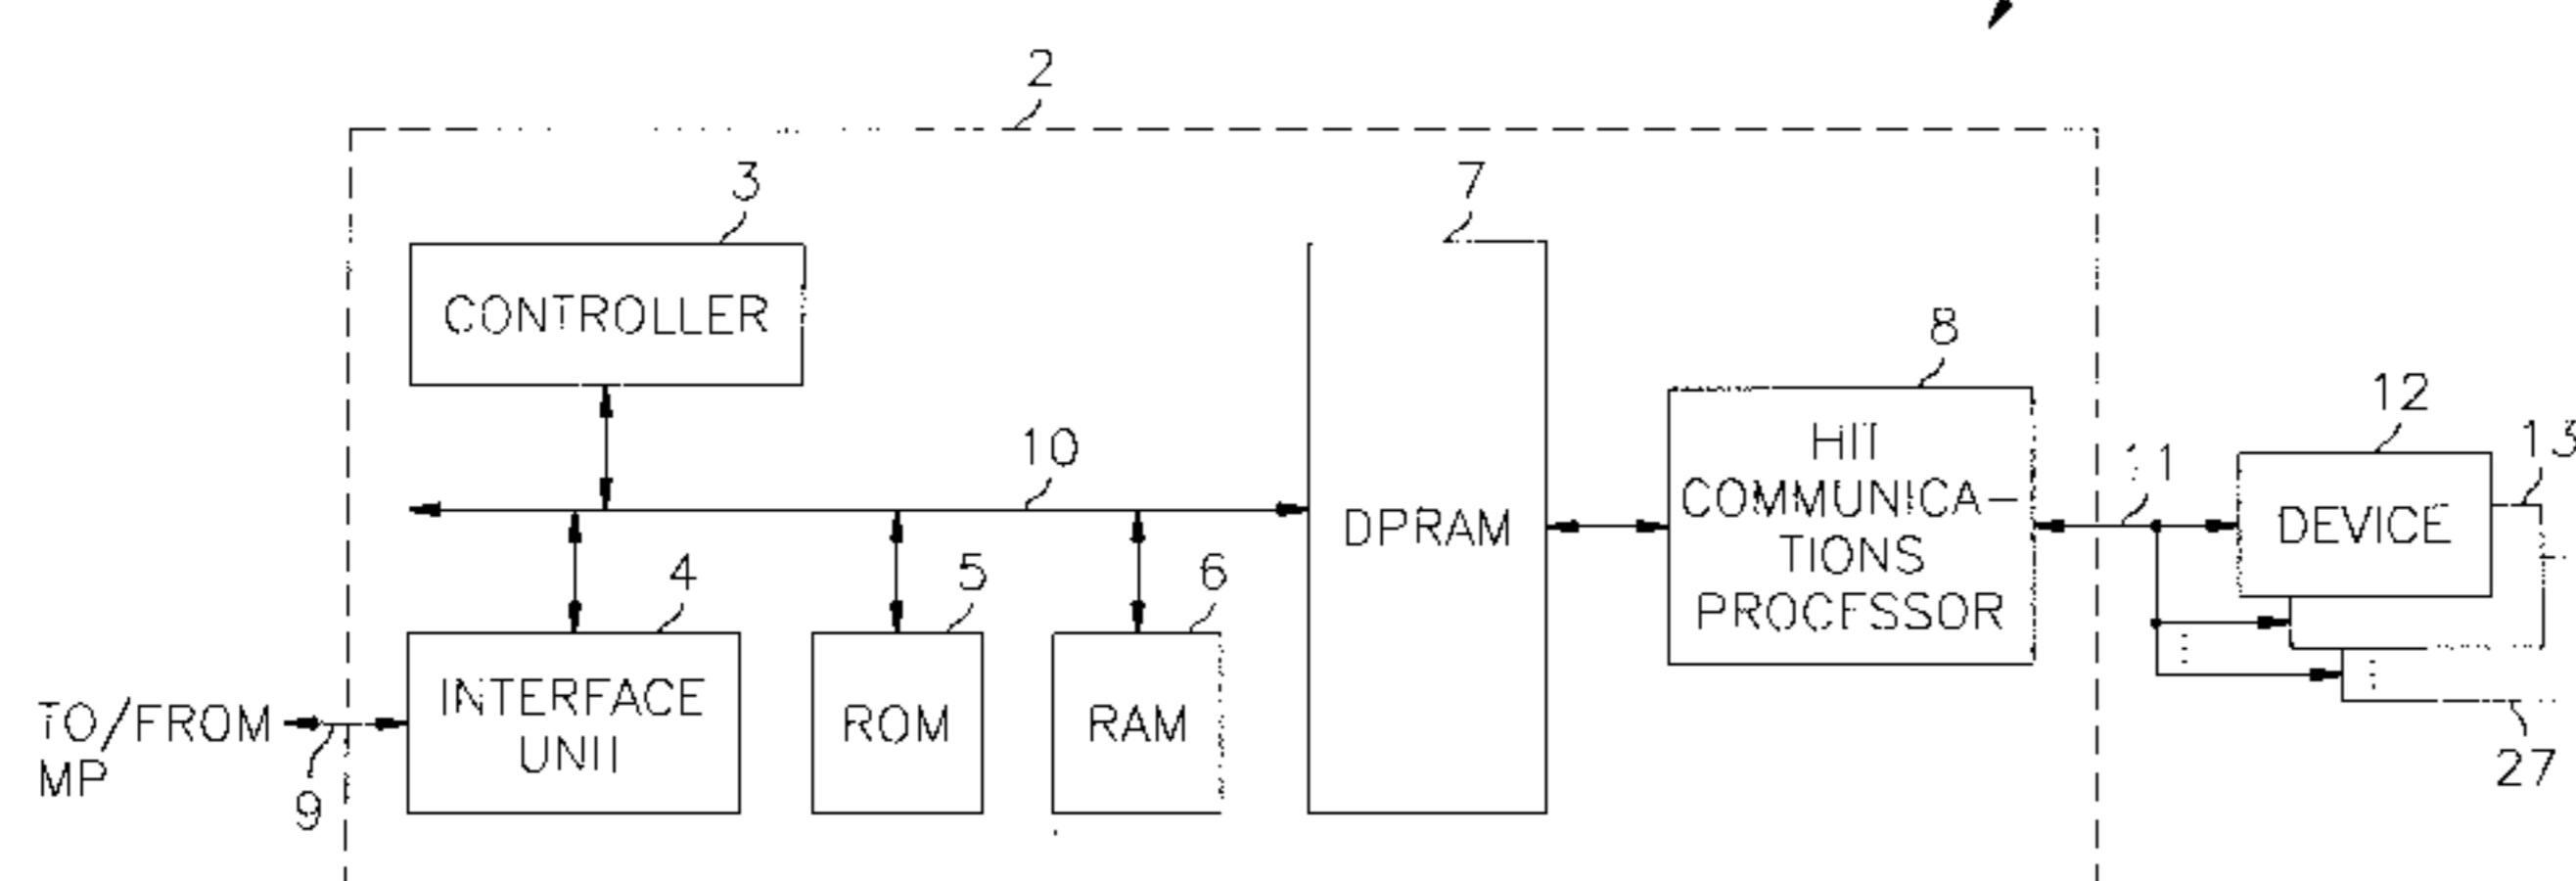 2
3
7
CONTROLLER
8
12
13
10
HIT
COMMUNICA-
TIONS
PROCESSOR
11
DPRAM
DEVICE
4
5
6
INTERFACE
UNIT
ROM
RAM
TO/FROM
MP
9
27